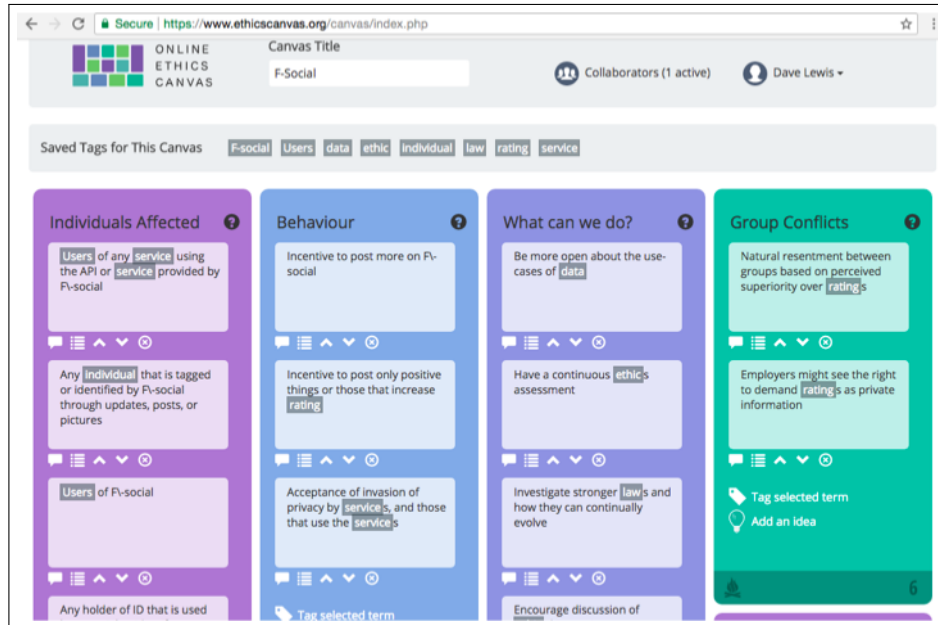 Secure | https://www.ethicscanvas.org/canvas/index.php
ONLINE
ETHICS
CANVAS
Canvas Title
F-Social
Collaborators (1 active)
Dave Lewis
Saved Tags for This Canvas F-social Users data ethic individual law rating service
Individuals Affected ?
Users of any service using
the API or service provided by
F\-social
Any individual that is tagged
or identified by F\-social
through updates, posts, or
pictures
Users of F\-social
Any holder of ID that is used
Behaviour ?
Incentive to post more on F\-
social
Incentive to post only positive
things or those that increase
rating
Acceptance of invasion of
privacy by services, and those
that use the services
Tag selected term
What can we do? ?
Be more open about the use-
cases of data
Have a continuous ethics
assessment
Investigate stronger laws and
how they can continually
evolve
Encourage discussion of
Group Conflicts ?
Natural resentment between
groups based on perceived
superiority over ratings
Employers might see the right
to demand ratings as private
information
Tag selected term
Add an idea
6